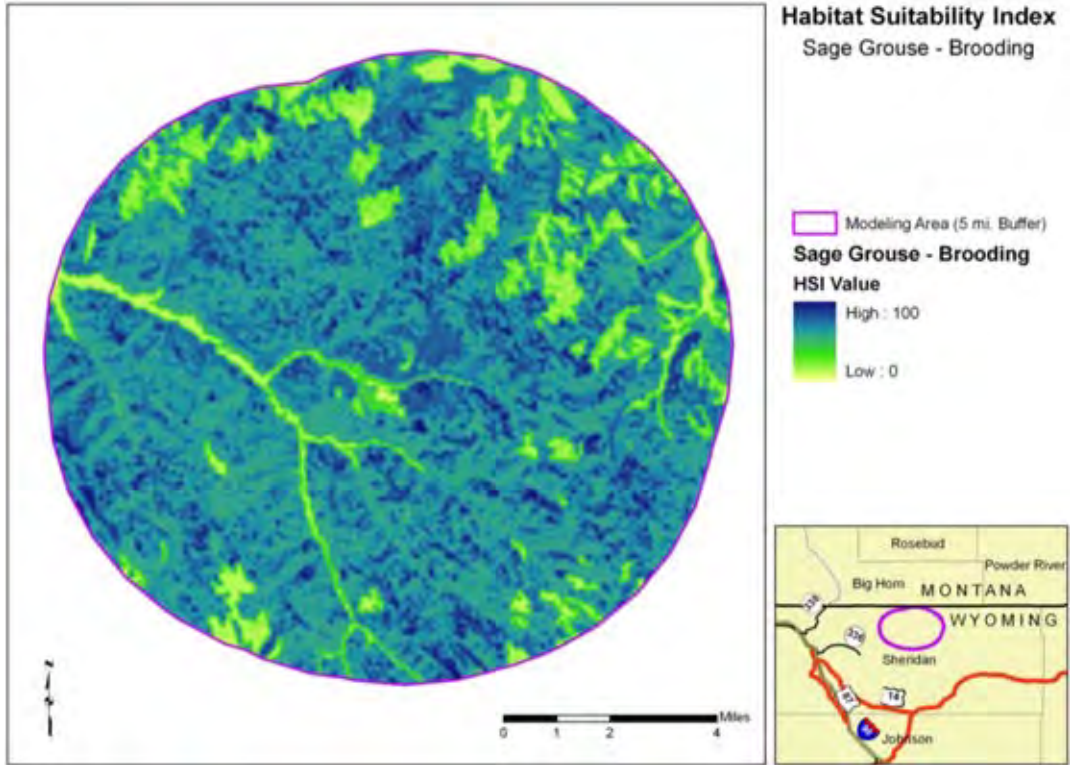 Habitat Suitability Index
Sage Grouse - Brooding
Modeling Area (5 mi. Buffer)
Sage Grouse - Brooding
HSI Value
High : 100
Low : 0
Miles
0 1 2 4
Rosebud
Powder River
Big Horn
MONTANA
338
WYOMING
336
Sheridan
87
14
Johnson